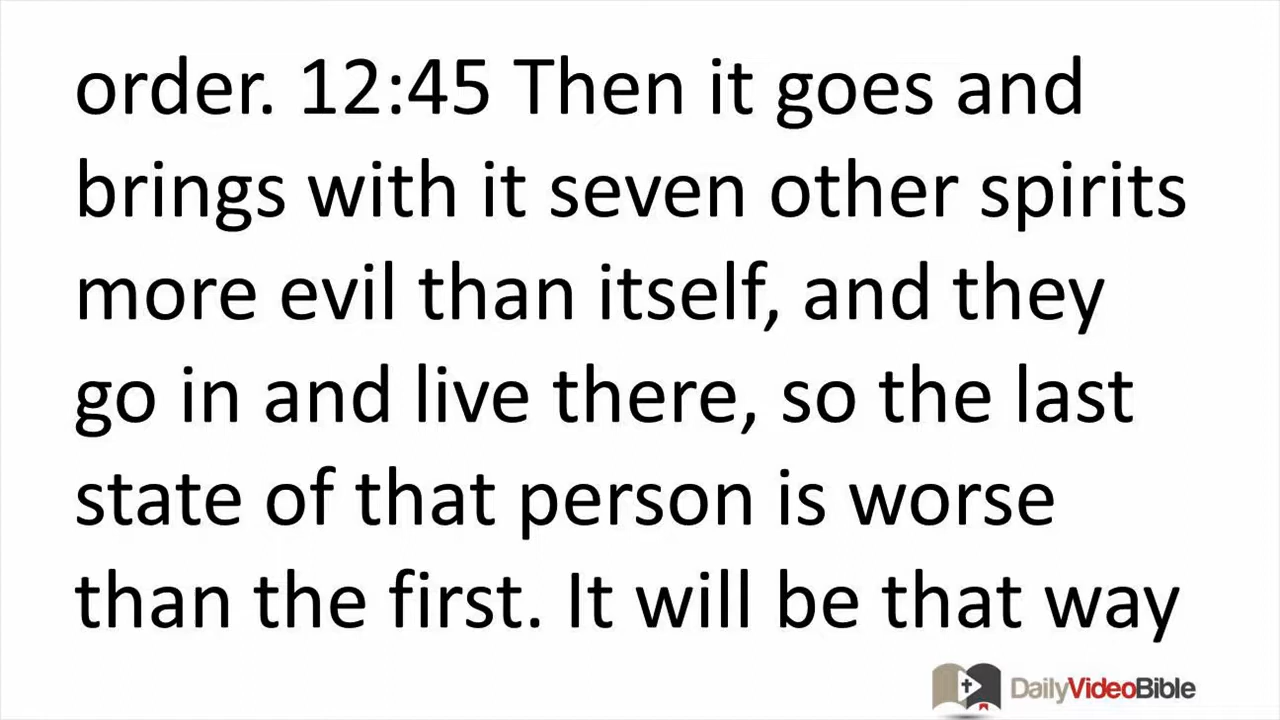 order. 12:45 Then it goes and
brings with it seven other spirits
more evil than itself, and they
go in and live there, so the last
state of that person is worse
than the first. It will be that way
DailyVideoBible